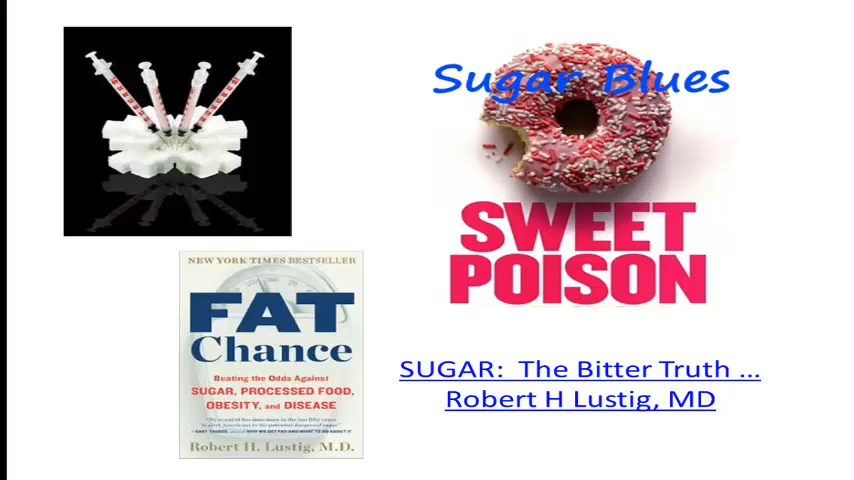 Sugar Blues
SWEET
POISON
NEW YORK TIMES BESTSELLER
FAT
Chance
Beating the Odds Against
SUGAR, PROCESSED FOOD,
OBESITY, and DISEASE
Robert H. Lustig, M.D.
SUGAR: The Bitter Truth ...
Robert H Lustig, MD